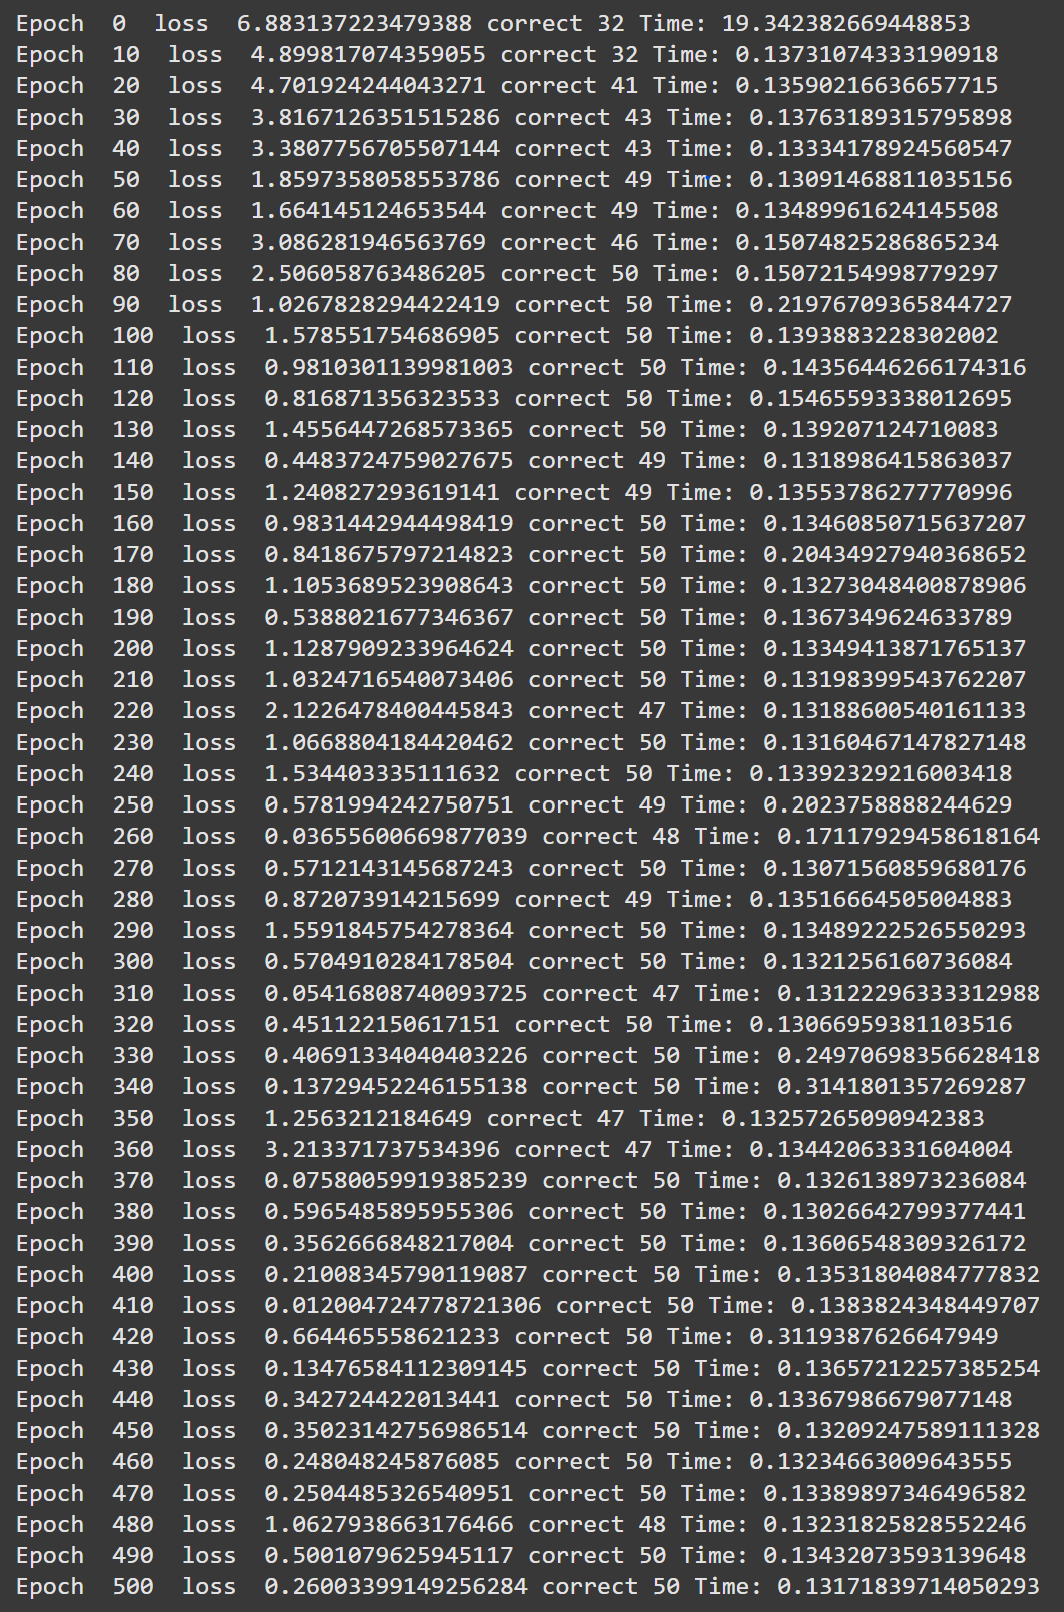 Epoch  0  loss  6.883137223479388 correct 32 Time: 19.342382669448853
Epoch  10  loss  4.899817074359055 correct 32 Time: 0.13731074333190918
Epoch  20  loss  4.701924244043271 correct 41 Time: 0.13590216636657715
Epoch  30  loss  3.8167126351515286 correct 43 Time: 0.13763189315795898
Epoch  40  loss  3.3807756705507144 correct 43 Time: 0.13334178924560547
Epoch  50  loss  1.8597358058553786 correct 49 Time: 0.13091468811035156
Epoch  60  loss  1.664145124653544 correct 49 Time: 0.13489961624145508
Epoch  70  loss  3.086281946563769 correct 46 Time: 0.15074825286865234
Epoch  80  loss  2.506058763486205 correct 50 Time: 0.15072154998779297
Epoch  90  loss  1.0267828294422419 correct 50 Time: 0.21976709365844727
Epoch  100  loss  1.578551754686905 correct 50 Time: 0.1393883228302002
Epoch  110  loss  0.9810301139981003 correct 50 Time: 0.14356446266174316
Epoch  120  loss  0.816871356323533 correct 50 Time: 0.15465593338012695
Epoch  130  loss  1.4556447268573365 correct 50 Time: 0.139207124710083
Epoch  140  loss  0.4483724759027675 correct 49 Time: 0.1318986415863037
Epoch  150  loss  1.240827293619141 correct 49 Time: 0.13553786277770996
Epoch  160  loss  0.9831442944498419 correct 50 Time: 0.13460850715637207
Epoch  170  loss  0.8418675797214823 correct 50 Time: 0.20434927940368652
Epoch  180  loss  1.1053689523908643 correct 50 Time: 0.13273048400878906
Epoch  190  loss  0.5388021677346367 correct 50 Time: 0.1367349624633789
Epoch  200  loss  1.1287909233964624 correct 50 Time: 0.13349413871765137
Epoch  210  loss  1.0324716540073406 correct 50 Time: 0.13198399543762207
Epoch  220  loss  2.1226478400445843 correct 47 Time: 0.13188600540161133
Epoch  230  loss  1.0668804184420462 correct 50 Time: 0.13160467147827148
Epoch  240  loss  1.534403335111632 correct 50 Time: 0.13392329216003418
Epoch  250  loss  0.5781994242750751 correct 49 Time: 0.2023758888244629
Epoch  260  loss  0.03655600669877039 correct 48 Time: 0.17117929458618164
Epoch  270  loss  0.5712143145687243 correct 50 Time: 0.13071560859680176
Epoch  280  loss  0.872073914215699 correct 49 Time: 0.13516664505004883
Epoch  290  loss  1.5591845754278364 correct 50 Time: 0.13489222526550293
Epoch  300  loss  0.5704910284178504 correct 50 Time: 0.1321256160736084
Epoch  310  loss  0.05416808740093725 correct 47 Time: 0.13122296333312988
Epoch  320  loss  0.451122150617151 correct 50 Time: 0.13066959381103516
Epoch  330  loss  0.40691334040403226 correct 50 Time: 0.24970698356628418
Epoch  340  loss  0.13729452246155138 correct 50 Time: 0.3141801357269287
Epoch  350  loss  1.2563212184649 correct 47 Time: 0.13257265090942383
Epoch  360  loss  3.213371737534396 correct 47 Time: 0.13442063331604004
Epoch  370  loss  0.07580059919385239 correct 50 Time: 0.1326138973236084
Epoch  380  loss  0.5965485895955306 correct 50 Time: 0.13026642799377441
Epoch  390  loss  0.3562666848217004 correct 50 Time: 0.13606548309326172
Epoch  400  loss  0.21008345790119087 correct 50 Time: 0.135318040847​77832
Epoch  410  loss  0.012004724778721306 correct 50 Time: 0.1383824348449707
Epoch  420  loss  0.664465558621233 correct 50 Time: 0.3119387626647949
Epoch  430  loss  0.13476584112309145 correct 50 Time: 0.13657212257385254
Epoch  440  loss  0.342724422013441 correct 50 Time: 0.13367986679077148
Epoch  450  loss  0.35023142756986514 correct 50 Time: 0.13209247589111328
Epoch  460  loss  0.248048245876085 correct 50 Time: 0.13234663009643555
Epoch  470  loss  0.2504485326540951 correct 50 Time: 0.13389897346496582
Epoch  480  loss  1.0627938663176466 correct 48 Time: 0.13231825828552246
Epoch  490  loss  0.5001079625945117 correct 50 Time: 0.13432073593139648
Epoch  500  loss  0.26003399149256284 correct 50 Time: 0.13171839714050293